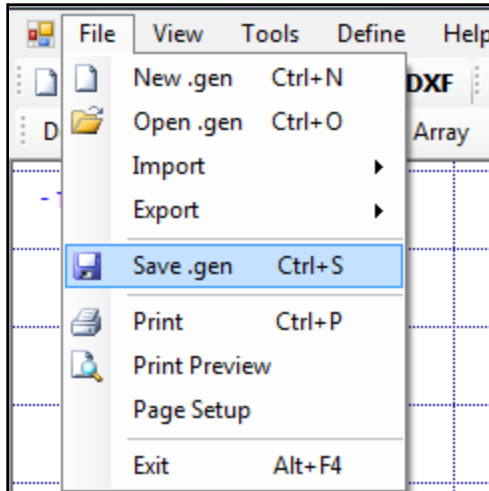 File View Tools Define Help
New .gen Ctrl+N
DXF
Open .gen Ctrl+O
Array
Import
Export
Save .gen Ctrl+S
Print Ctrl+P
Print Preview
Page Setup
Exit Alt+F4